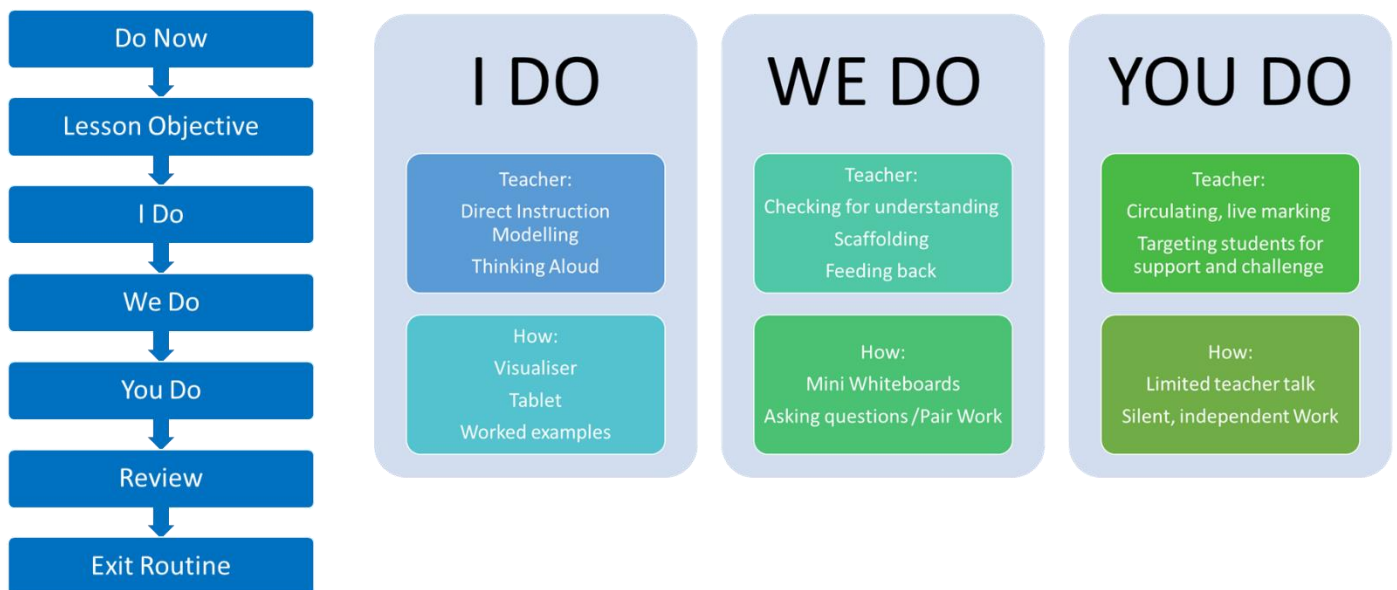 Do Now
Lesson Objective
I Do
We Do
You Do
Review
Exit Routine
I DO
Teacher:
Direct Instruction
Modelling
Thinking Aloud
How:
Visualiser
Tablet
Worked examples
WE DO
Teacher:
Checking for understanding
Scaffolding
Feeding back
How:
Mini Whiteboards
Asking questions /Pair Work
YOU DO
Teacher:
Circulating, live marking
Targeting students for
support and challenge
How:
Limited teacher talk
Silent, independent Work